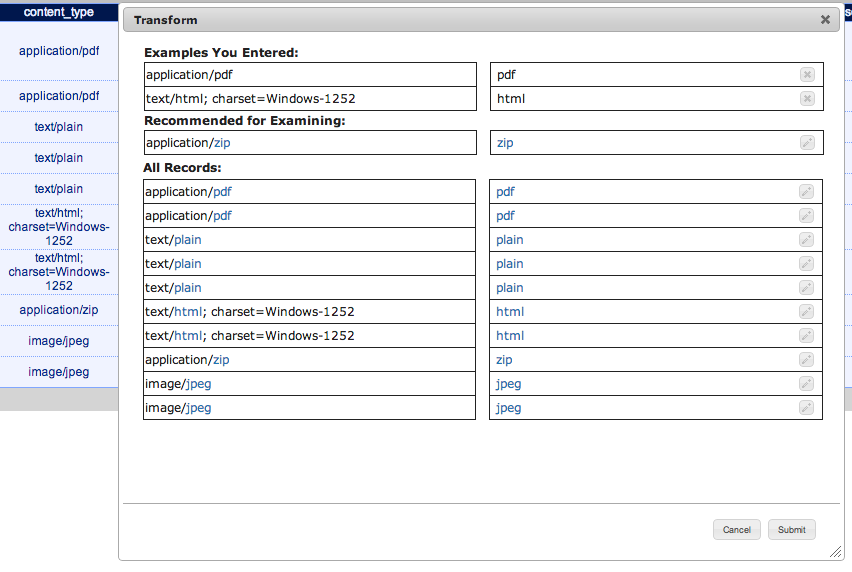 content_type
application/pdf
application/pdf
text/plain
text/plain
text/plain
text/html;
charset=Windows-
1252
text/html;
charset=Windows-
1252
application/zip
image/jpeg
image/jpeg
Transform
Examples You Entered:
application/pdf pdf
text/html; charset=Windows-1252 html
Recommended for Examining:
application/zip zip
All Records:
application/pdf pdf
application/pdf pdf
text/plain plain
text/plain plain
text/plain plain
text/html; charset=Windows-1252 html
text/html; charset=Windows-1252 html
application/zip zip
image/jpeg jpeg
image/jpeg jpeg
Cancel Submit